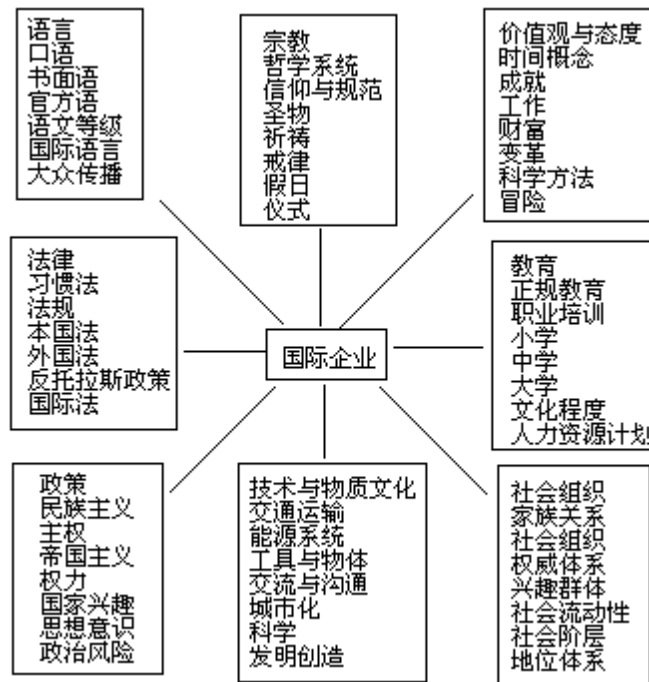 语言
口语
书面语
官方语
语文等级
国际语言
大众传播
宗教
哲学系统
信仰与规范
圣物
祈祷
戒律
假日
仪式
价值观与态度
时间概念
成就
工作
财富
变革
科学方法
冒险
法律
习惯法
法规
本国法
外国法
反托拉斯政策
国际法
国际企业
教育
正规教育
职业培训
小学
中学
大学
文化程度
人力资源计划
政策
民族主义
主权
帝国主义
权力
国家兴趣
思想意识
政治风险
技术与物质文化
交通运输
能源系统
工具与物体
交流与沟通
城市化
科学
发明创造
社会组织
家族关系
社会组织
权威体系
兴趣群体
社会流动性
社会阶层
地位体系